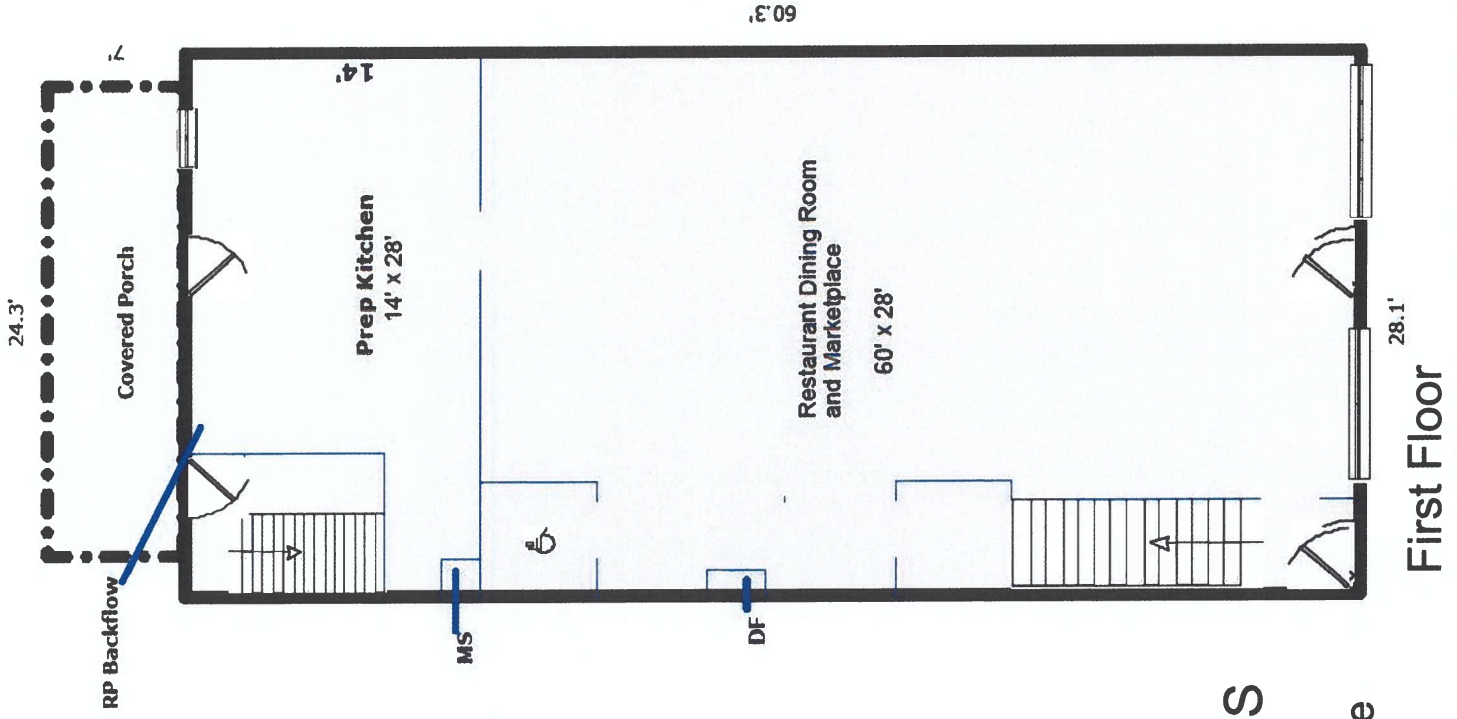 24.3'
7'
Covered Porch
RP Backflow
14'
Prep Kitchen
14' x 28'
MS
60.3'
Restaurant Dining Room
and Marketplace
60' x 28'
DF
28.1'
First Floor
S
e